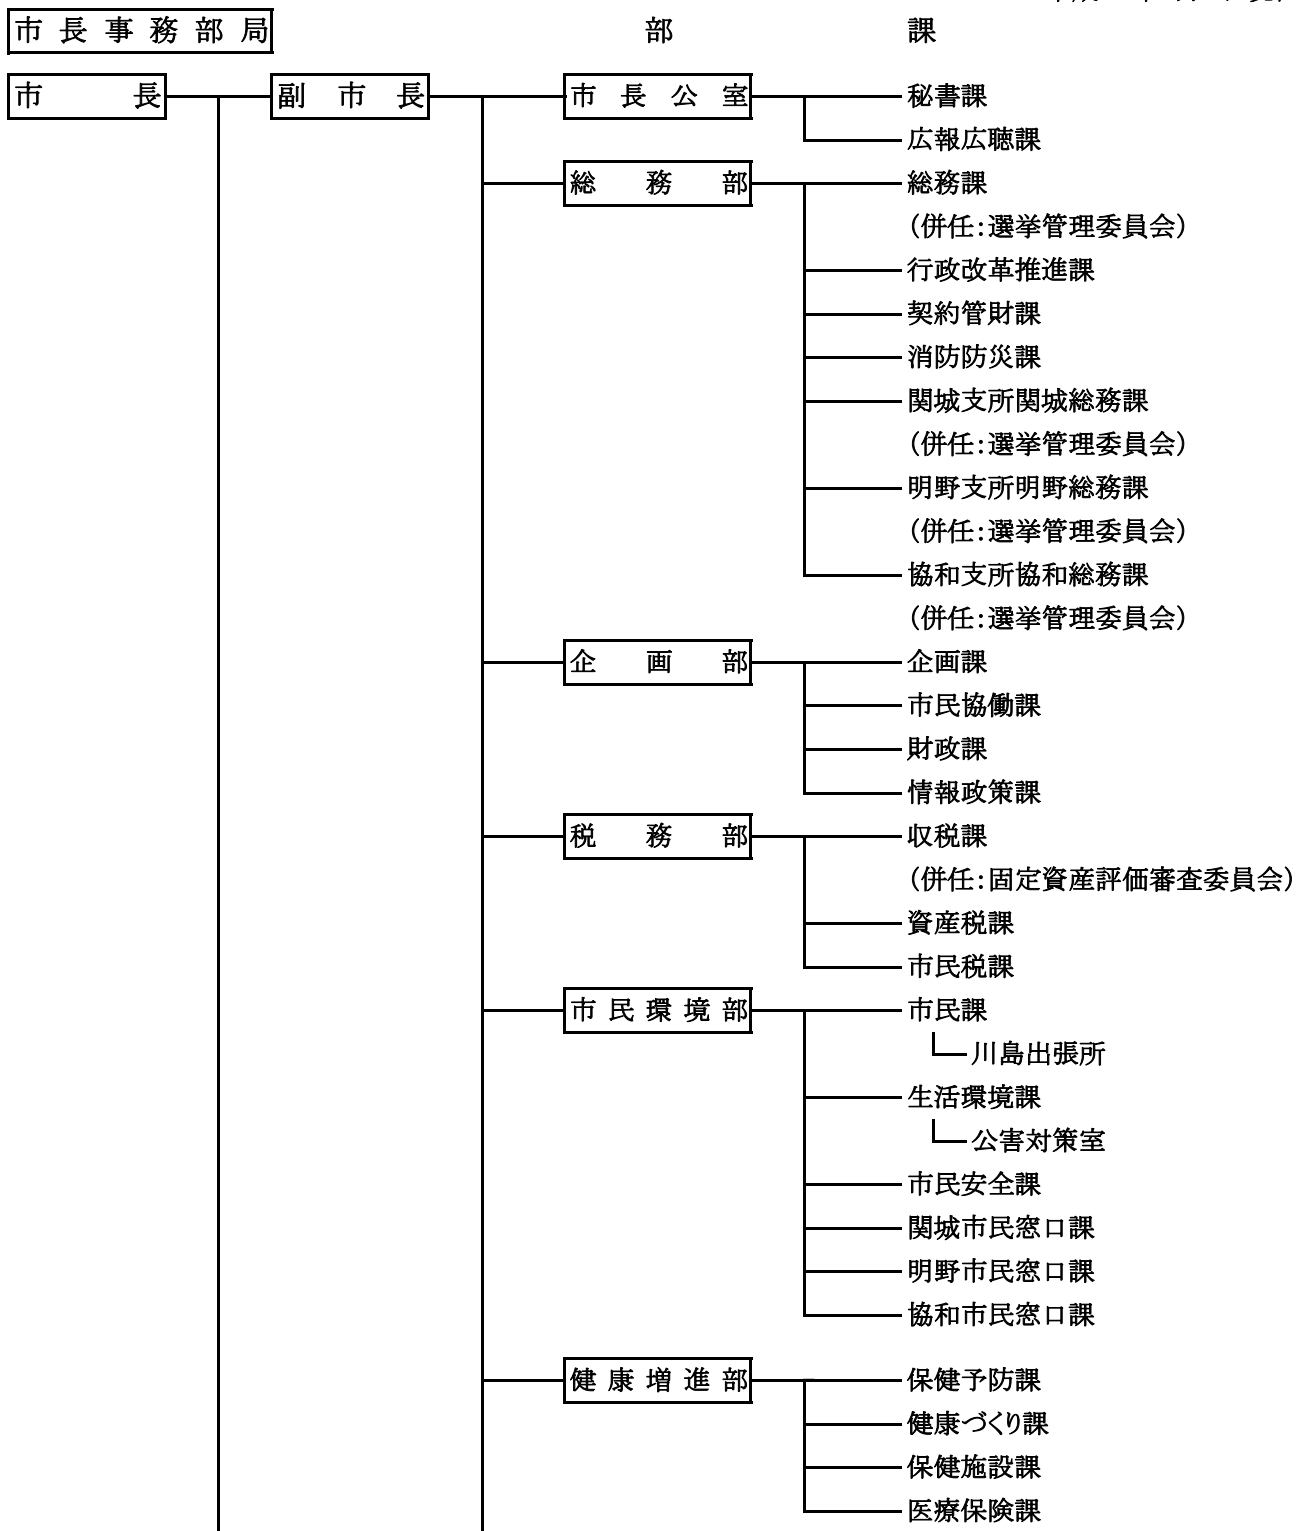 市長事務部局 部 課
市長 副市長 市長公室 秘書課
広報広聴課
総務部 総務課
（併任：選挙管理委員会）
行政改革推進課
契約管財課
消防防災課
関城支所関城総務課
（併任：選挙管理委員会）
明野支所明野総務課
（併任：選挙管理委員会）
協和支所協和総務課
（併任：選挙管理委員会）
企画部 企画課
市民協働課
財政課
情報政策課
税務部 収税課
（併任：固定資産評価審査委員会）
資産税課
市民税課
市民環境部 市民課
川島出張所
生活環境課
公害対策室
市民安全課
関城市民窓口課
明野市民窓口課
協和市民窓口課
健康増進部 保健予防課
健康づくり課
保健施設課
医療保険課